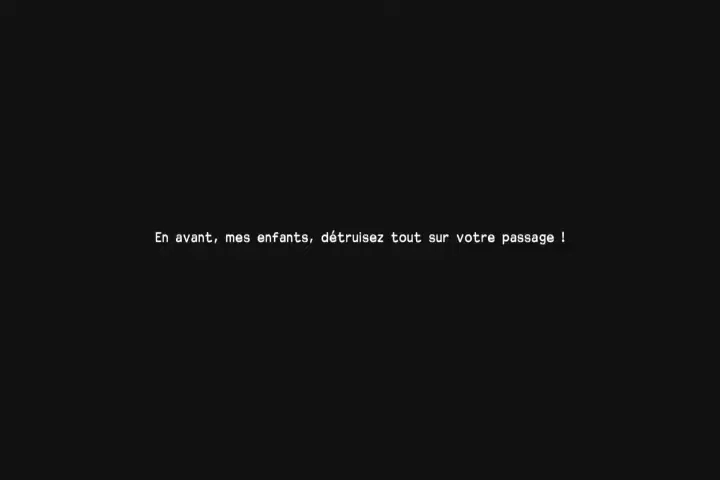 En avant, mes enfants, détruisez tout sur votre passage !